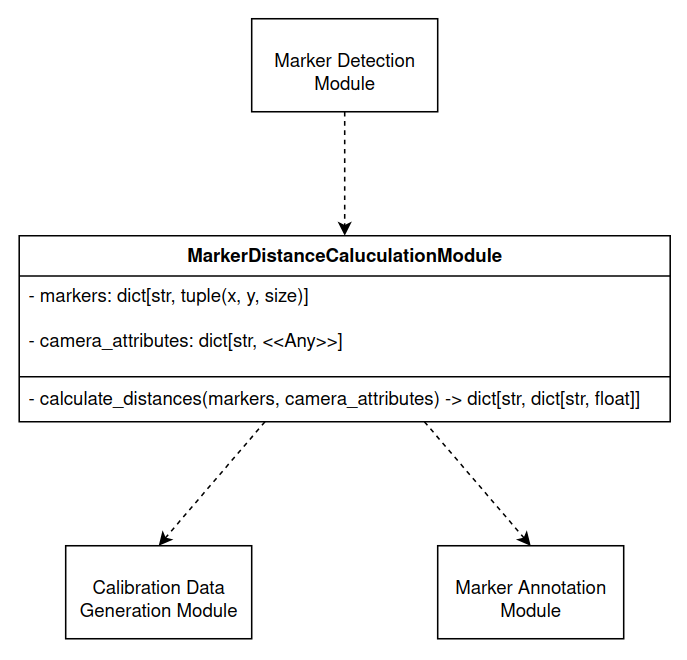 Marker Detection
Module
MarkerDistanceCaluculationModule
- markers: dict[str, tuple(x, y, size)]
- camera_attributes: dict[str, <<Any>>]
- calculate_distances(markers, camera_attributes) -> dict[str, dict[str, float]]
Calibration Data
Generation Module
Marker Annotation
Module